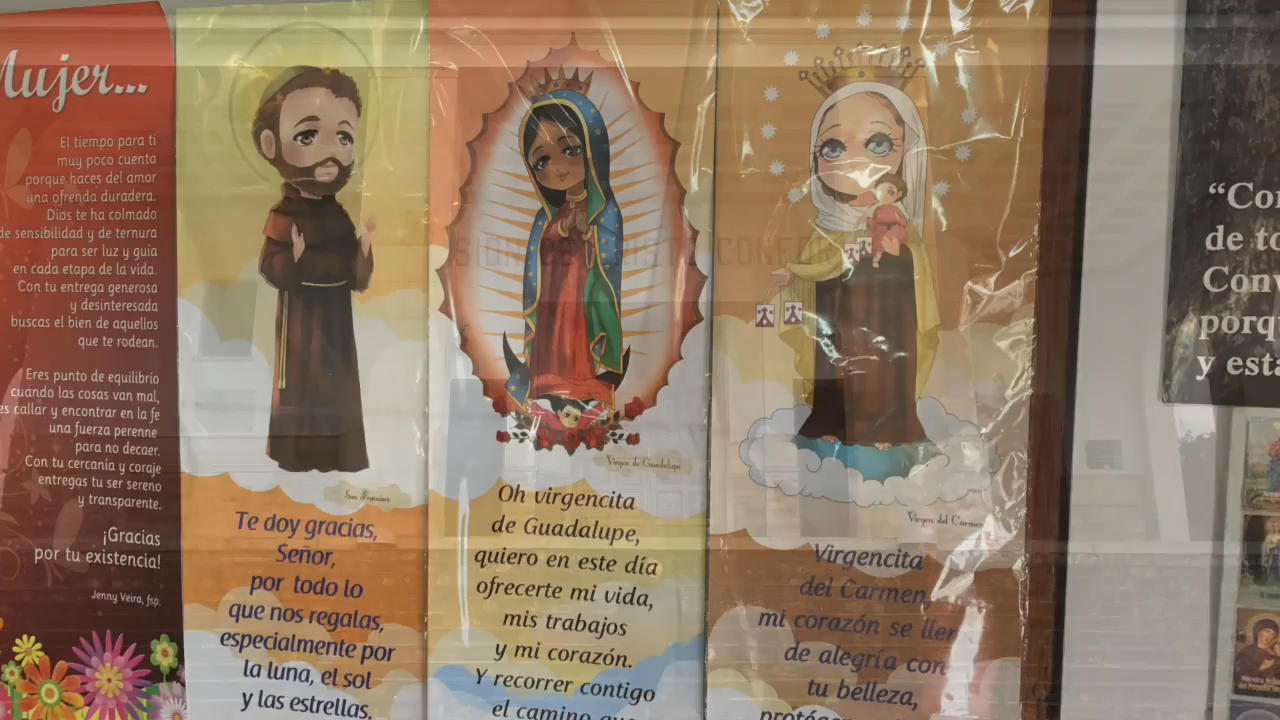 Mujer...
El tiempo para ti
muy poco cuenta
porque haces del amor
una ofrenda duradera.
Dios te ha colmado
de sensibilidad y de ternura
para ser luz y guía
en cada etapa de la vida.
Con tu entrega generosa
y desinteresada
buscas el bien de aquellos
que te rodean.
Eres punto de equilibrio
cuando las cosas van mal,
es callar y encontrar en la fe
una fuerza perenne
para no decaer.
Con tu cercanía y coraje
entregas tu ser sereno
y transparente.
¡Gracias
por tu existencia!
Jenny Veira, fsp.
San Francisco
Te doy gracias,
Señor,
por todo lo
que nos regalas,
especialmente por
la luna, el sol
y las estrellas.
Virgen de Guadalupe
Oh virgencita
de Guadalupe,
quiero en este día
ofrecerte mi vida,
mis trabajos
y mi corazón.
Y recorrer contigo
el camino que
Virgen del Carmen
Virgencita
del Carmen,
mi corazón se llen
de alegría con
tu belleza,
“Co
de to
Conv
porq
y esta